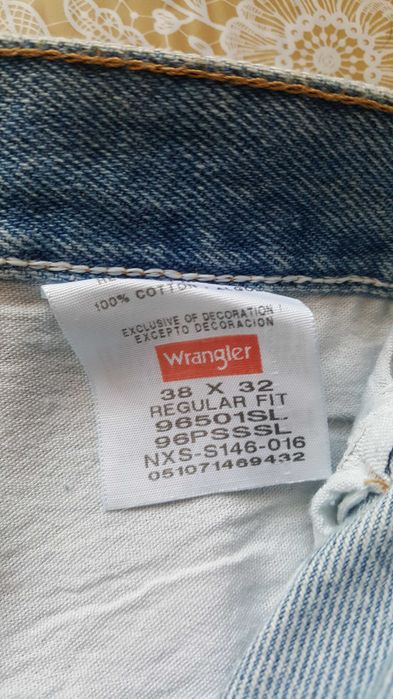 100% COTTON
EXCLUSIVE OF DECORATION
EXCEPTO DECORACION
Wrangler
38 X 32
REGULAR FIT
96501SL
96PSSSL
NXS-S146-016
051071469432